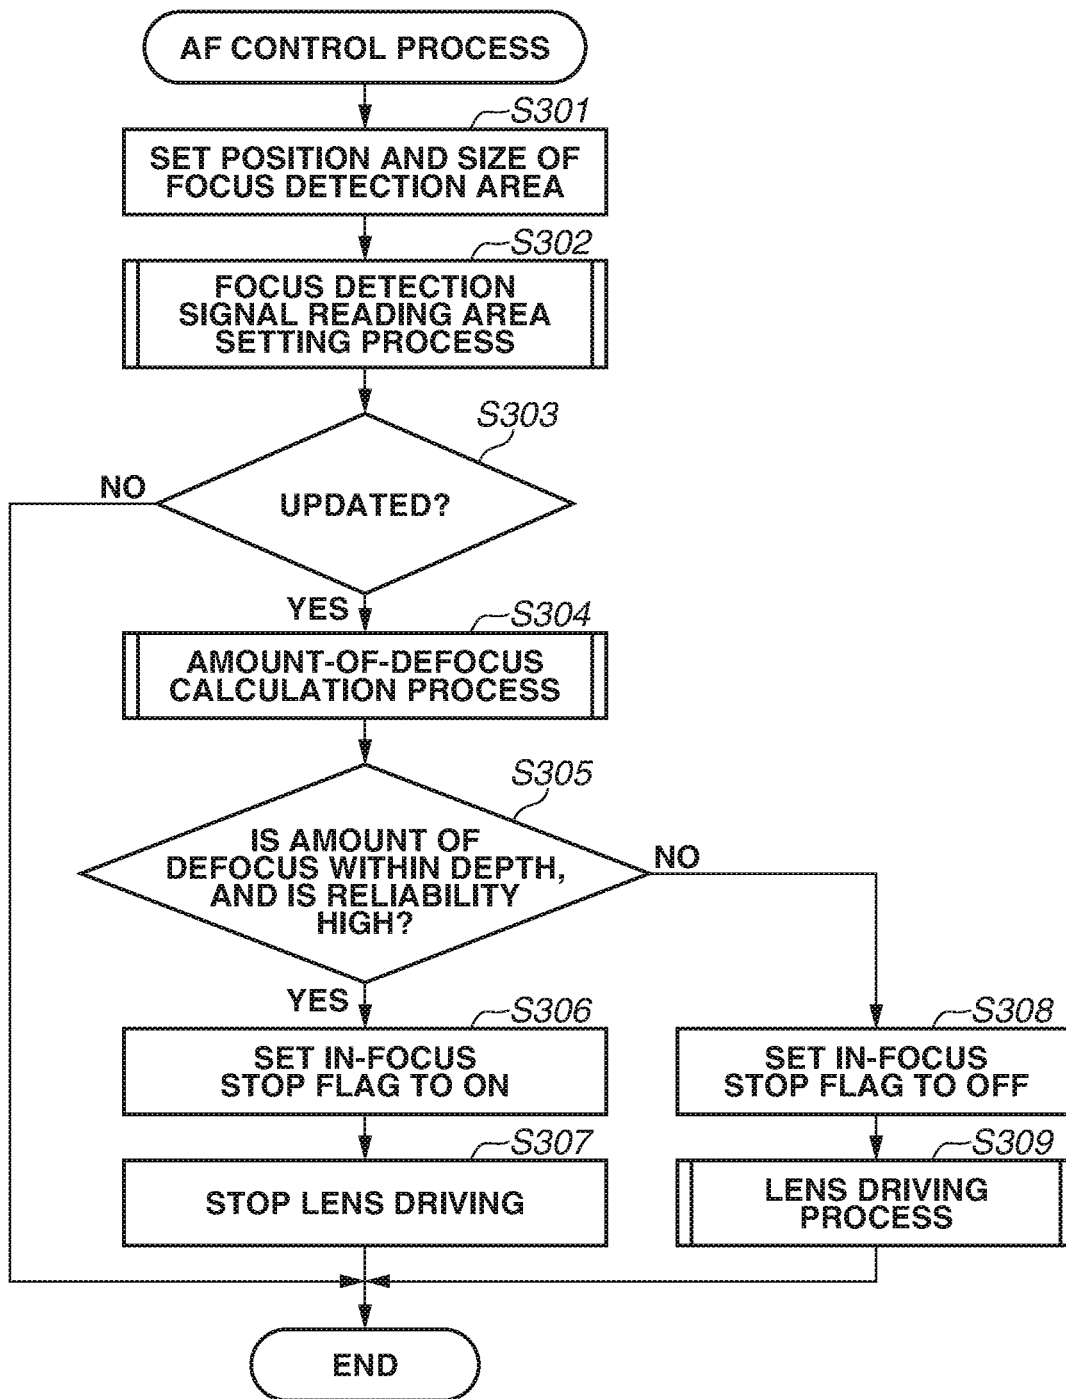 AF CONTROL PROCESS
S301
SET POSITION AND SIZE OF
FOCUS DETECTION AREA
S302
FOCUS DETECTION
SIGNAL READING AREA
SETTING PROCESS
S303
NO
UPDATED?
YES
S304
AMOUNT-OF-DEFOCUS
CALCULATION PROCESS
S305
IS AMOUNT OF
DEFOCUS WITHIN DEPTH,
AND IS RELIABILITY
HIGH?
NO
YES
S306
SET IN-FOCUS
STOP FLAG TO ON
S307
STOP LENS DRIVING
S308
SET IN-FOCUS
STOP FLAG TO OFF
S309
LENS DRIVING
PROCESS
END